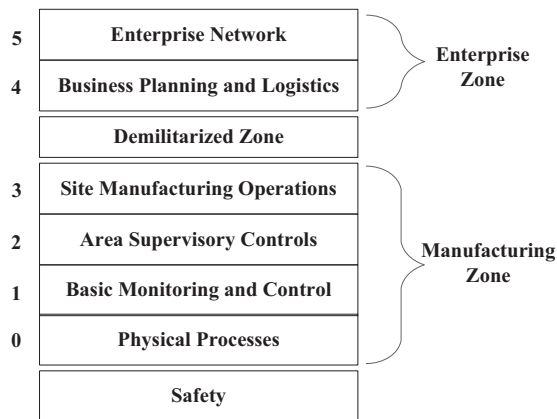 5 Enterprise Network
4 Business Planning and Logistics
Enterprise
Zone
Demilitarized Zone
3 Site Manufacturing Operations
2 Area Supervisory Controls
1 Basic Monitoring and Control
0 Physical Processes
Manufacturing
Zone
Safety